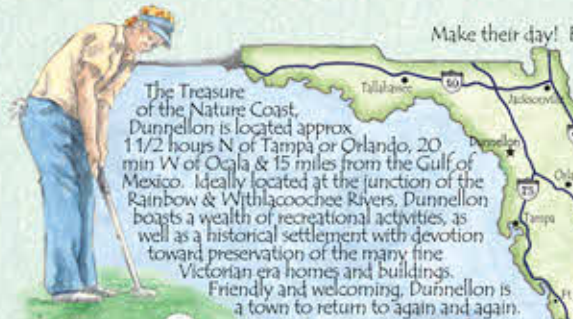 Make their day!
The Treasure
of the Nature Coast,
Dunnellon is located approx
1 1/2 hours N of Tampa or Orlando, 20
min W of Ocala & 15 miles from the Gulf of
Mexico. Ideally located at the junction of the
Rainbow & Withlacoochee Rivers, Dunnellon
boasts a wealth of recreational activities, as
well as a historical settlement with devotion
toward preservation of the many fine
Victorian era homes and buildings.
Friendly and welcoming, Dunnellon is
a town to return to again and again.
Tallahassee
10
Jacksonvil
Dunnellon
Orl
75
Tampa
Ft